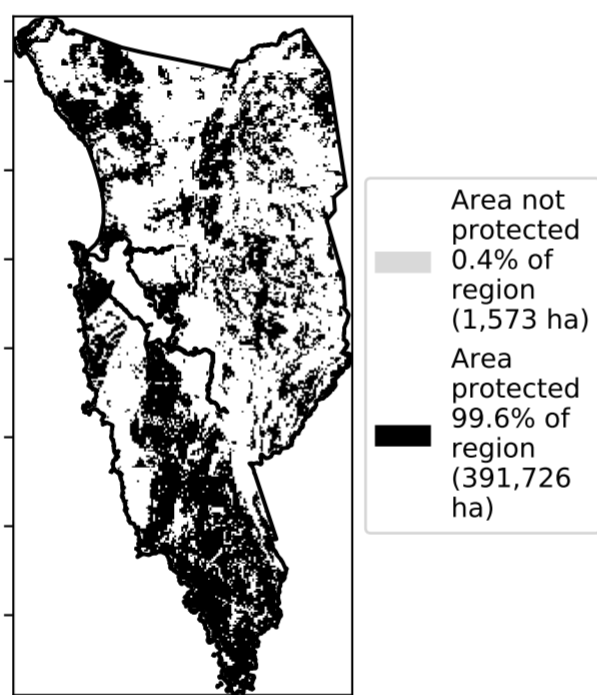 Area not
protected
0.4% of
region
(1,573 ha)
Area
protected
99.6% of
region
(391,726
ha)